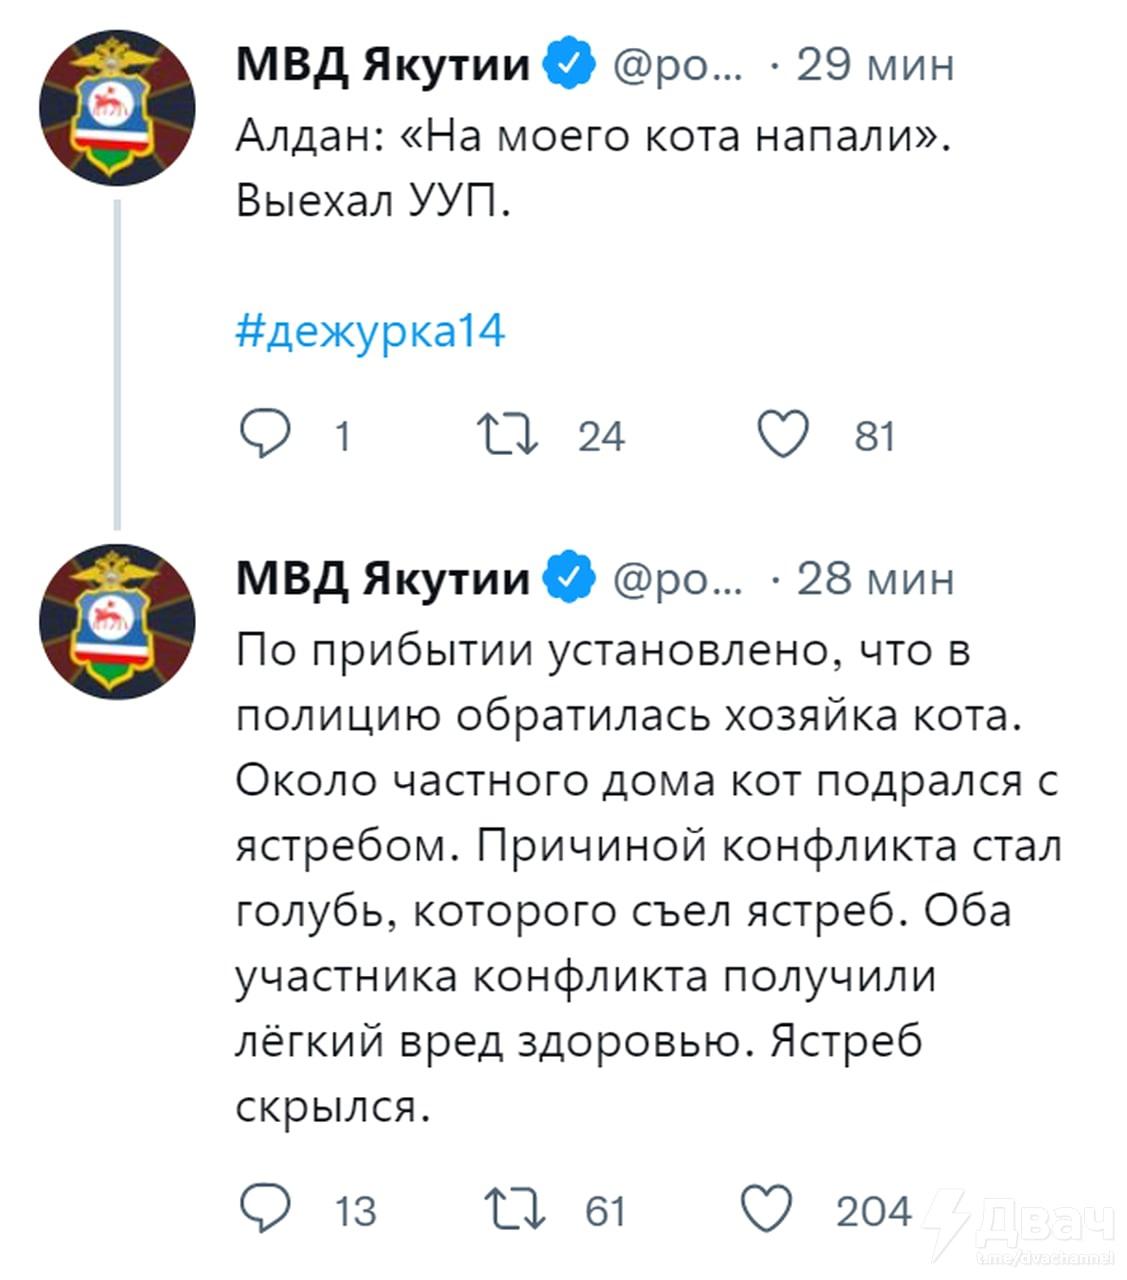 МВД Якутии @po... · 29 мин
Алдан: «На моего кота напали».
Выехал УУП.
#дежурка14
1 24 81
МВД Якутии @po... · 28 мин
По прибытии установлено, что в
полицию обратилась хозяйка кота.
Около частного дома кот подрался с
ястребом. Причиной конфликта стал
голубь, которого съел ястреб. Оба
участника конфликта получили
лёгкий вред здоровью. Ястреб
скрылся.
13 61 204
Двач
t.me/dvachannel